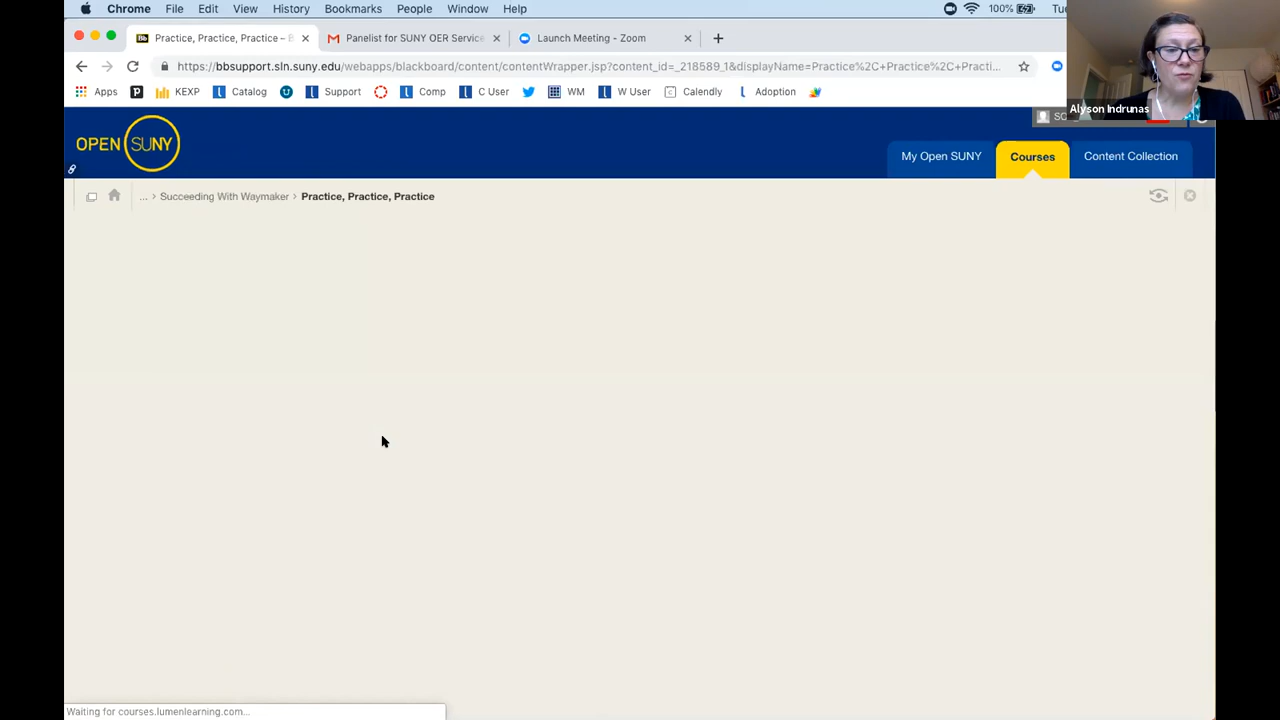 Chrome File Edit View History Bookmarks People Window Help 100% Tue
Practice, Practice, Practice – B Panelist for SUNY OER Service Launch Meeting - Zoom
https://bbsupport.sln.suny.edu/webapps/blackboard/content/contentWrapper.jsp?content_id=_218589_1&displayName=Practice%2C+Practice%2C+Practi...
Apps KEXP Catalog Support Comp C User WM W User Calendly Adoption
Alyson Indrunas
OPEN SUNY
My Open SUNY Courses Content Collection
... > Succeeding With Waymaker > Practice, Practice, Practice
Waiting for courses.lumenlearning.com...